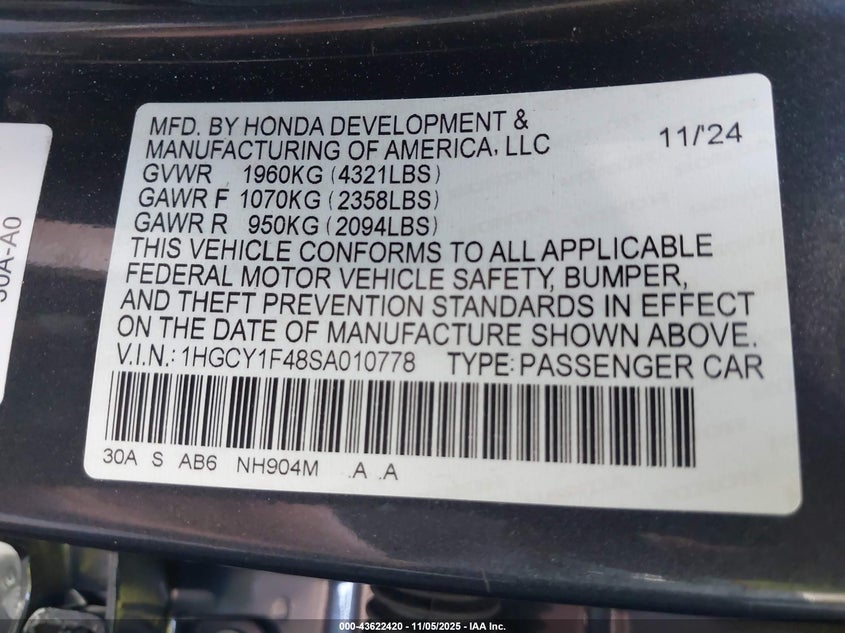 MFD. BY HONDA DEVELOPMENT &
MANUFACTURING OF AMERICA, LLC
11/'24
GVWR 1960KG (4321LBS)
GAWR F 1070KG (2358LBS)
GAWR R 950KG (2094LBS)
THIS VEHICLE CONFORMS TO ALL APPLICABLE
FEDERAL MOTOR VEHICLE SAFETY, BUMPER,
AND THEFT PREVENTION STANDARDS IN EFFECT
ON THE DATE OF MANUFACTURE SHOWN ABOVE.
V.I.N.: 1HGCY1F48SA010778 TYPE: PASSENGER CAR
30A S AB6 NH904M .A .A
30A-A0
000-43622420 - 11/05/2025 - IAA Inc.